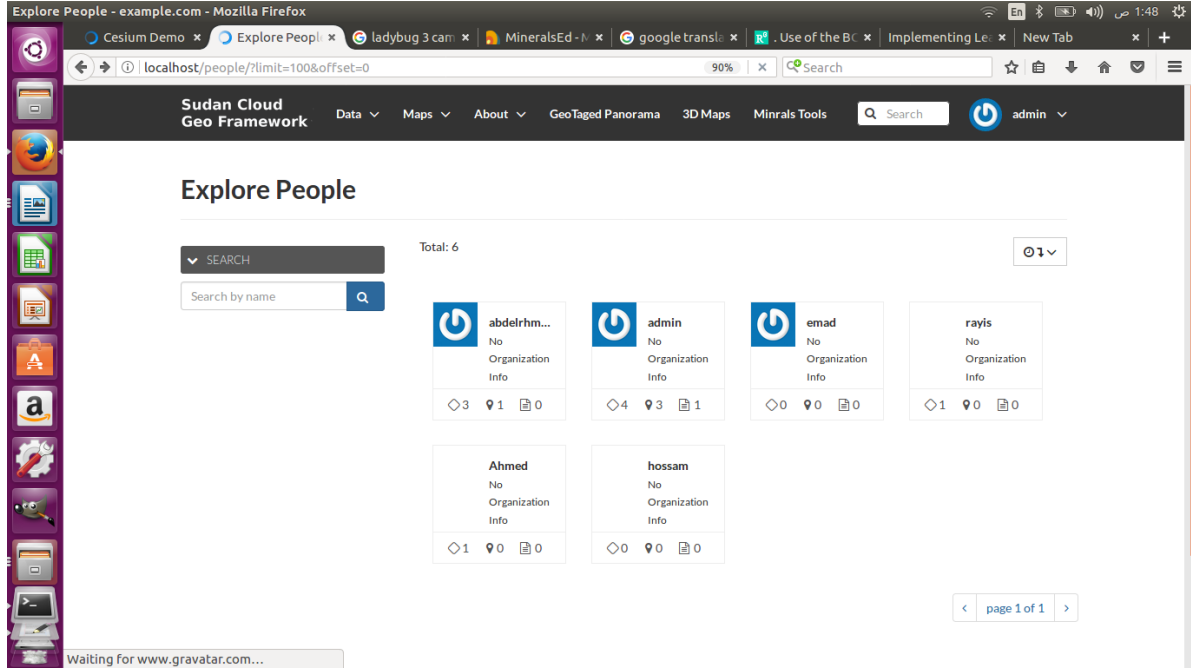 Explore People - example.com - Mozilla Firefox
En
1:48 ص
Cesium Demo
Explore Peopl
ladybug 3 cam
MineralsEd - M
google transla
. Use of the BC
Implementing Lea
New Tab
localhost/people/?limit=100&offset=0
90%
Search
Sudan Cloud
Geo Framework
Data
Maps
About
GeoTaged Panorama
3D Maps
Minrals Tools
Search
admin
Explore People
SEARCH
Search by name
Total: 6
abdelrhm...
No
Organization
Info
3 1 0
admin
No
Organization
Info
4 3 1
emad
No
Organization
Info
0 0 0
rayis
No
Organization
Info
1 0 0
Ahmed
No
Organization
Info
1 0 0
hossam
No
Organization
Info
0 0 0
< page 1 of 1 >
Waiting for www.gravatar.com...